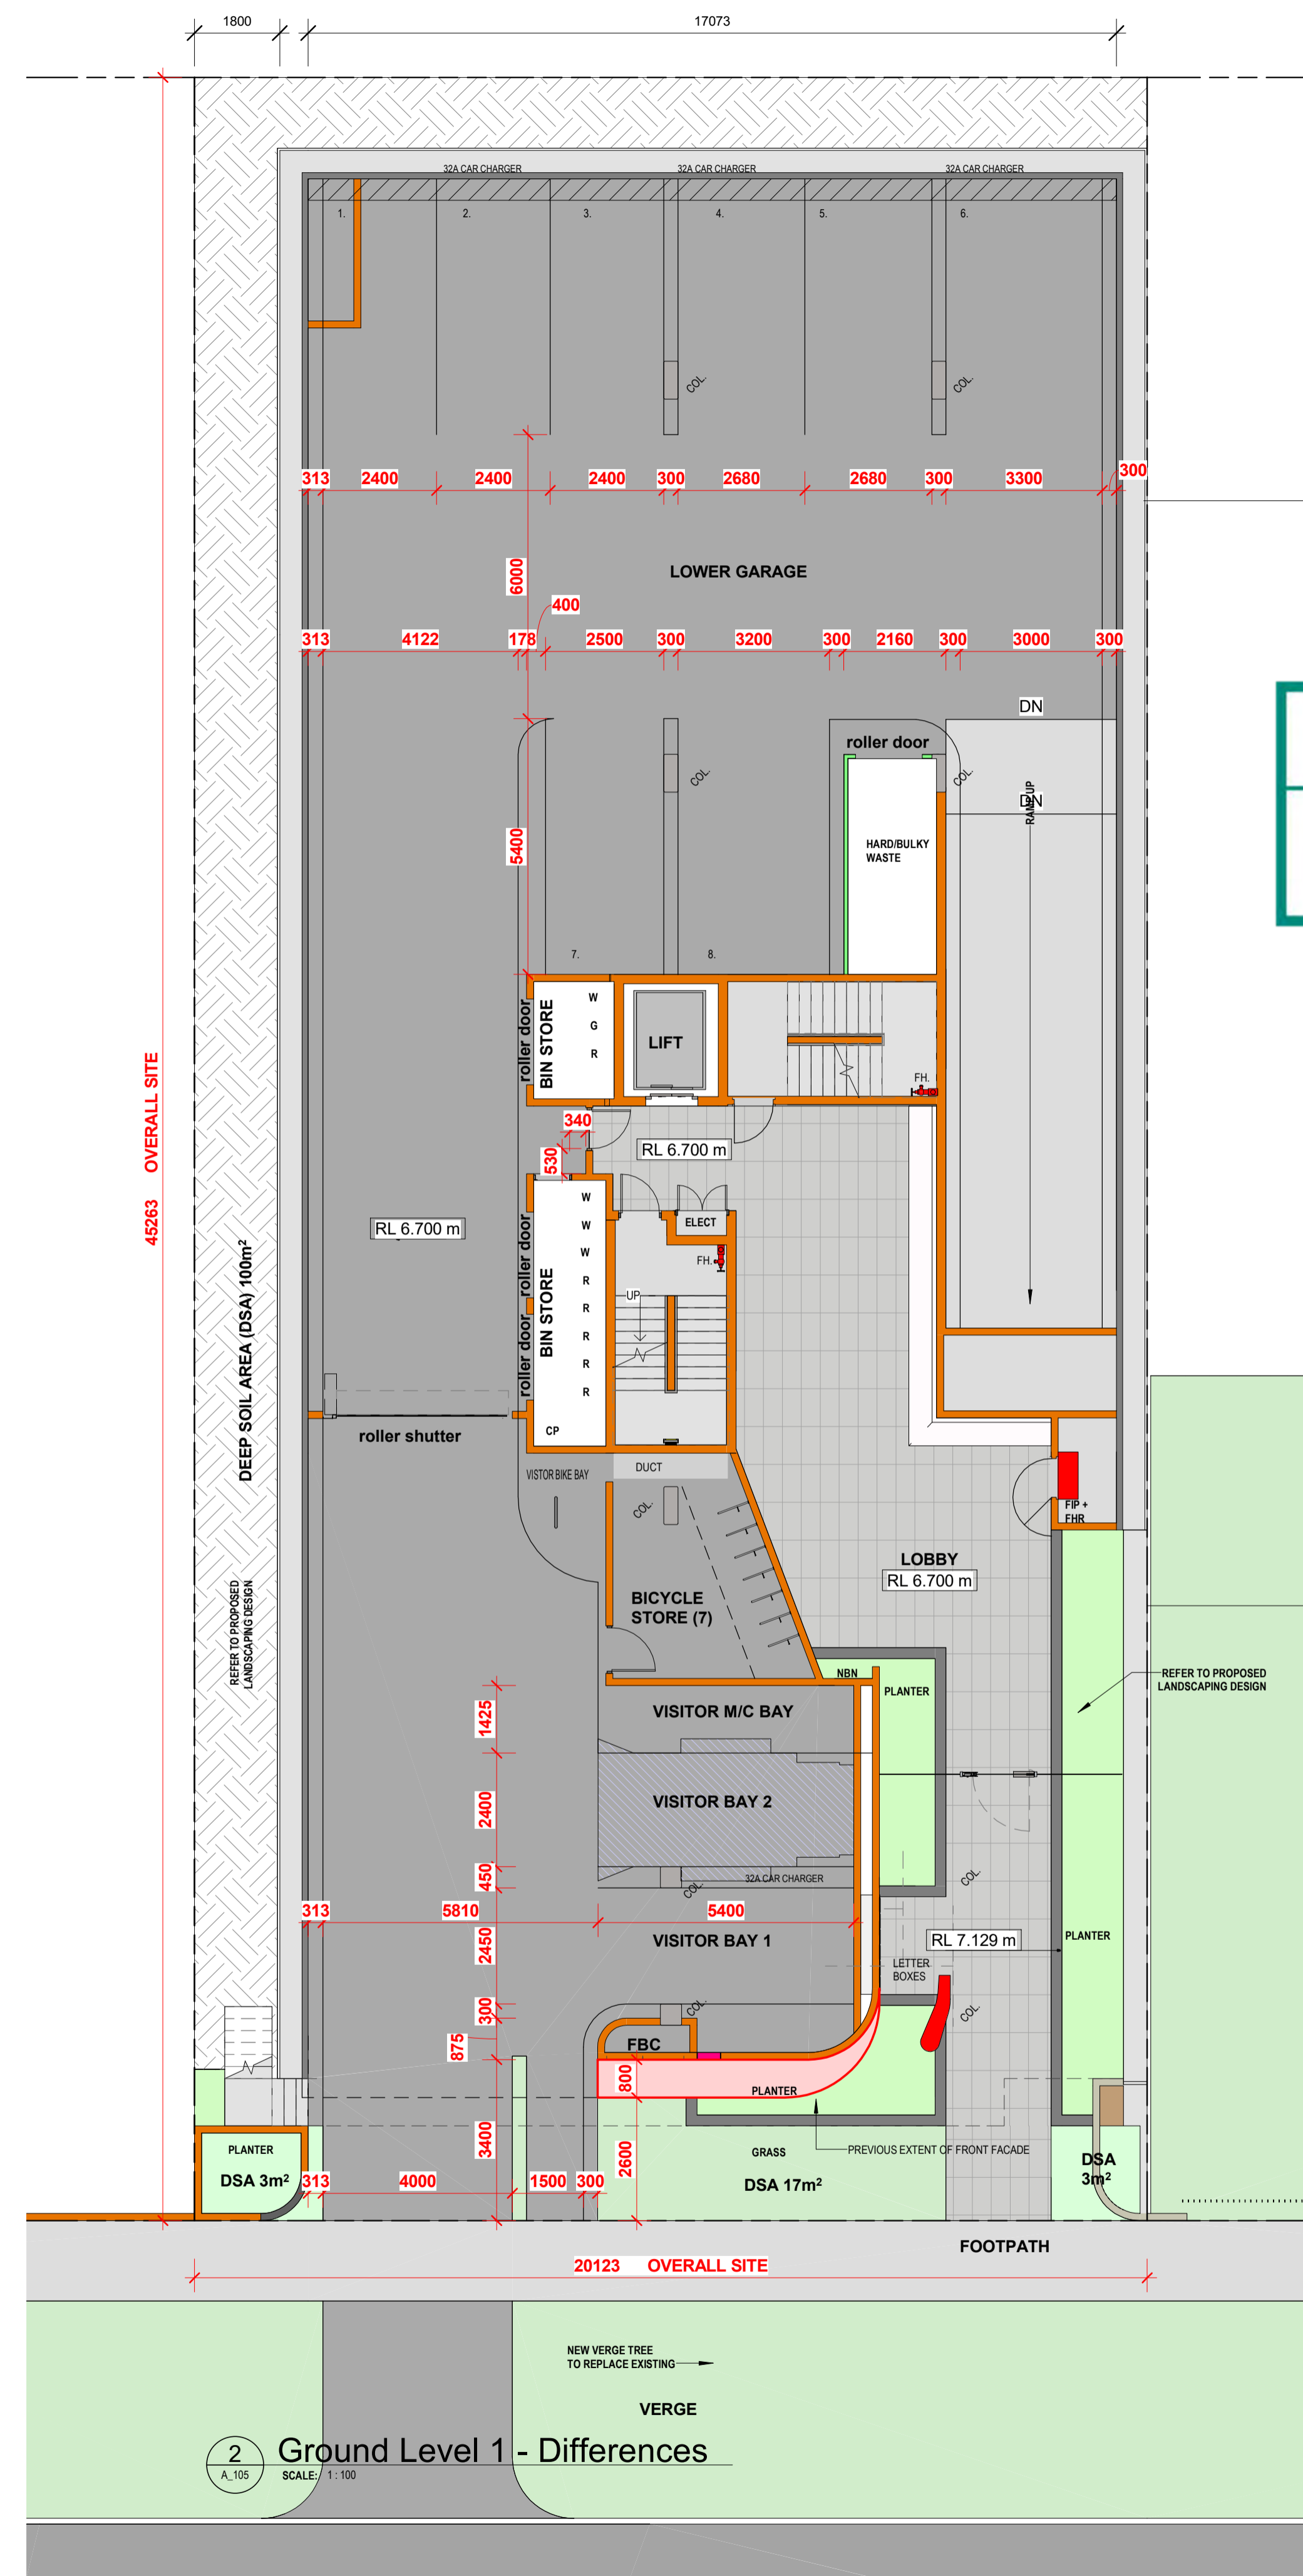 1800
17073
32A CAR CHARGER
32A CAR CHARGER
32A CAR CHARGER
1.
2.
3.
4.
5.
6.
COL.
COL.
313
2400
2400
2400
300
2680
2680
300
3300
300
6000
LOWER GARAGE
400
313
4122
178
2500
300
3200
300
2160
300
3000
300
DN
roller door
COL.
COL.
DN
RAMP UP
5400
HARD/BULKY
WASTE
7.
8.
roller door
BIN STORE
W
G
R
LIFT
FH.
45263 OVERALL SITE
340
530
RL 6.700 m
RL 6.700 m
roller door
roller door
BIN STORE
W
W
W
R
R
R
R
R
CP
ELECT
FH.
UP
DEEP SOIL AREA (DSA) 100m²
roller shutter
VISTOR BIKE BAY
DUCT
COL.
FIP +
FHR
LOBBY
RL 6.700 m
REFER TO PROPOSED
LANDSCAPING DESIGN
BICYCLE
STORE (7)
NBN
PLANTER
REFER TO PROPOSED
LANDSCAPING DESIGN
1425
VISITOR M/C BAY
2400
VISITOR BAY 2
450
32A CAR CHARGER
COL.
COL.
313
5810
5400
2450
VISITOR BAY 1
RL 7.129 m
PLANTER
LETTER
BOXES
300
COL.
COL.
875
FBC
800
PLANTER
3400
2600
PLANTER
DSA 3m²
GRASS
PREVIOUS EXTENT OF FRONT FACADE
DSA
3m²
313
4000
1500
300
DSA 17m²
FOOTPATH
20123 OVERALL SITE
NEW VERGE TREE
TO REPLACE EXISTING
VERGE
2
A_105
Ground Level 1 - Differences
SCALE: 1 : 100